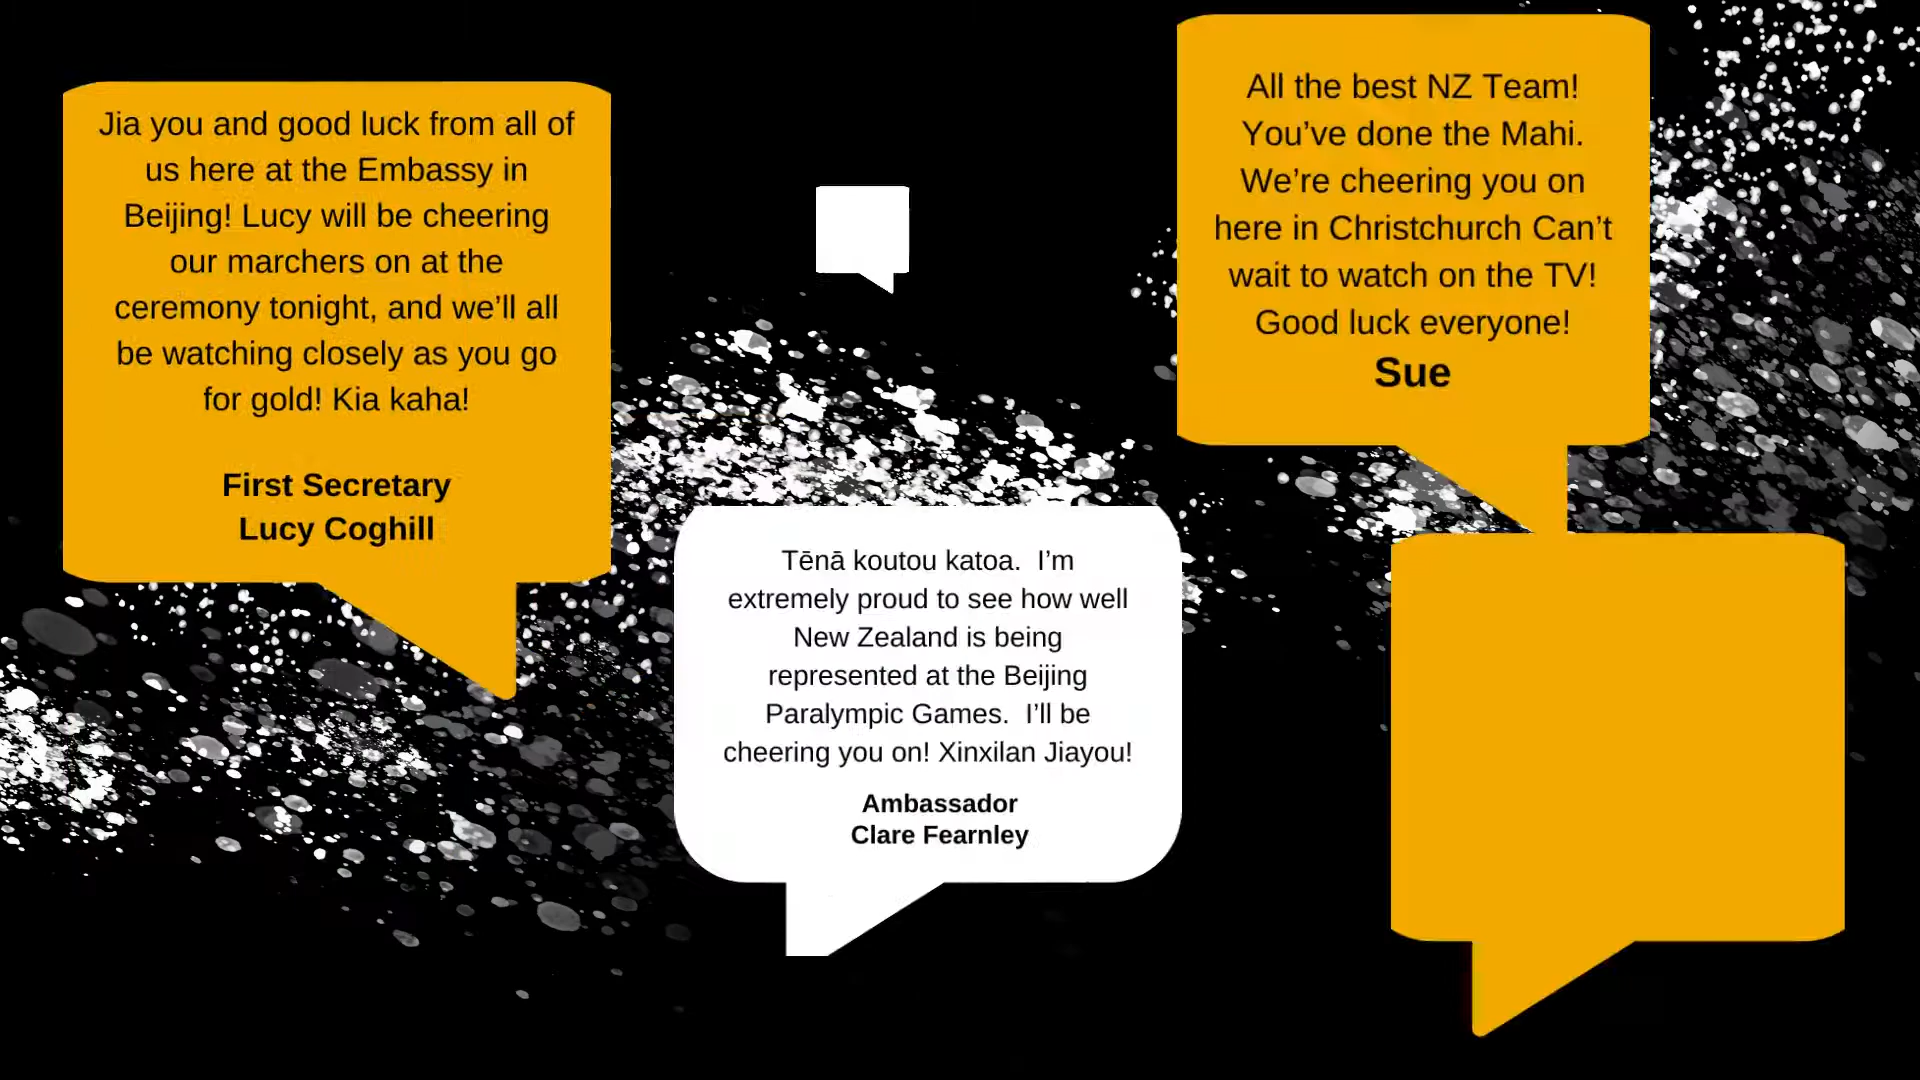 Jia you and good luck from all of
us here at the Embassy in
Beijing! Lucy will be cheering
our marchers on at the
ceremony tonight, and we’ll all
be watching closely as you go
for gold! Kia kaha!
First Secretary
Lucy Coghill
Tēnā koutou katoa.  I’m
extremely proud to see how well
New Zealand is being
represented at the Beijing
Paralympic Games.  I’ll be
cheering you on! Xinxilan Jiayou!
Ambassador
Clare Fearnley
All the best NZ Team!
You’ve done the Mahi.
We’re cheering you on
here in Christchurch Can’t
wait to watch on the TV!
Good luck everyone!
Sue